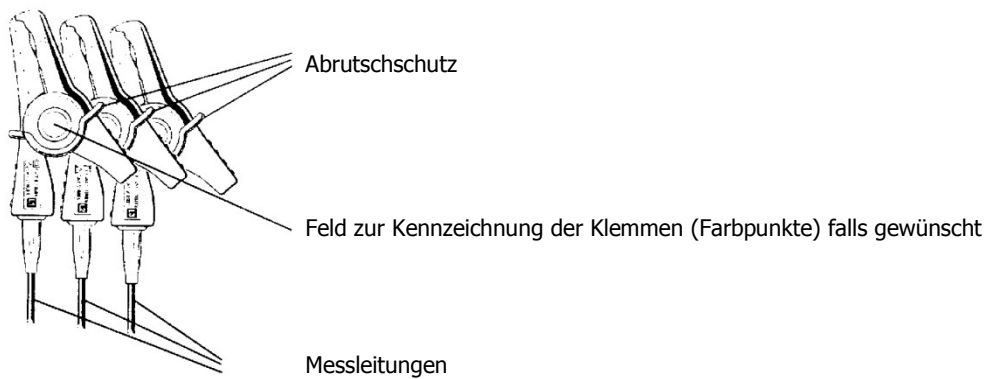 Abrutschschutz
Feld zur Kennzeichnung der Klemmen (Farbpunkte) falls gewünscht
Messleitungen